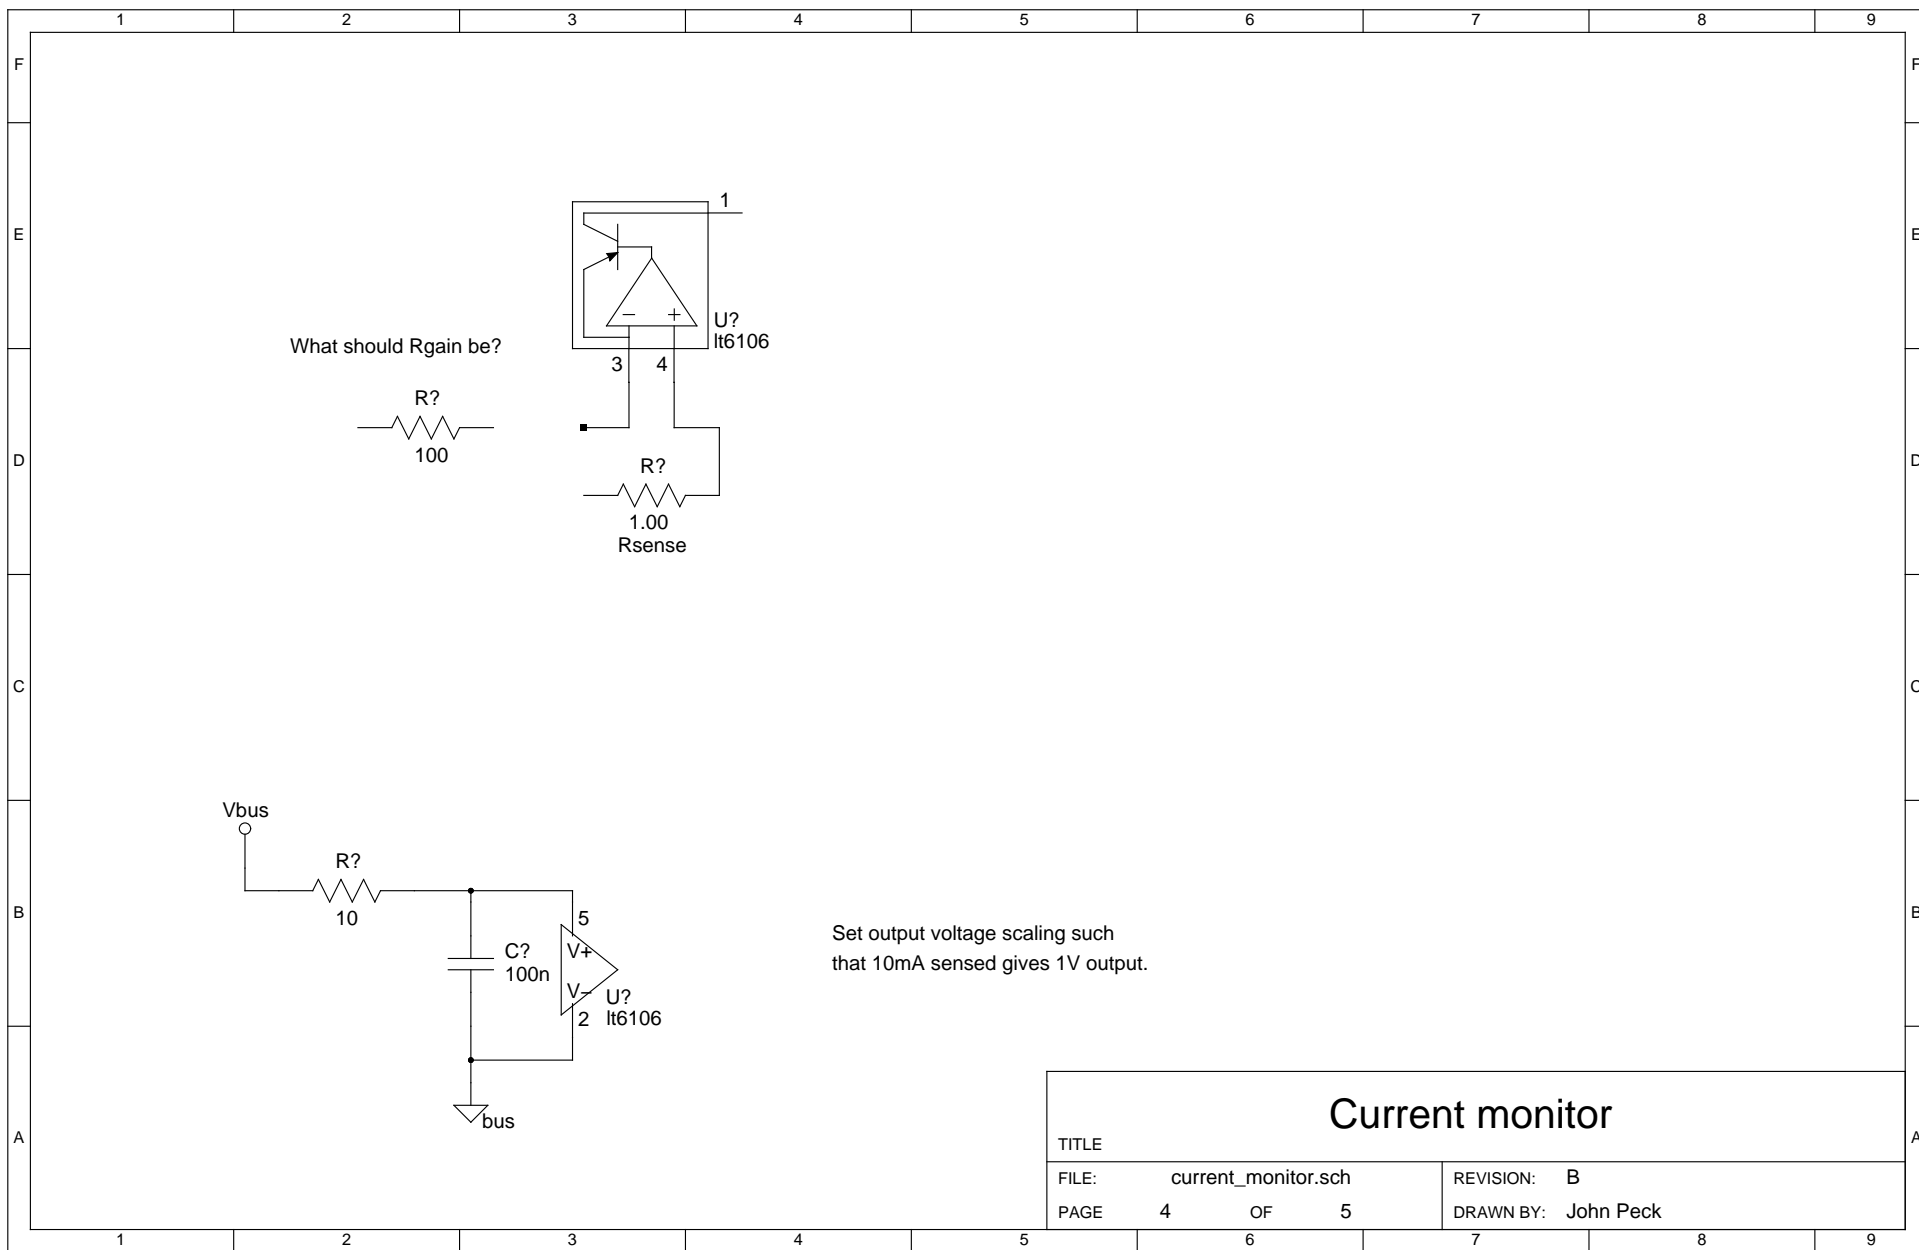 1 2 3 4 5 6 7 8 9
F F
1
E E
U?
lt6106
What should Rgain be?
3 4
R?
100
D D
R?
1.00
Rsense
C C
Vbus
R?
10
B B
5
V+
C?
100n
V−
U?
2 lt6106
Set output voltage scaling such
that 10mA sensed gives 1V output.
bus
A A
Current monitor
TITLE
FILE: current_monitor.sch REVISION: B
PAGE 4 OF 5 DRAWN BY: John Peck
1 2 3 4 5 6 7 8 9